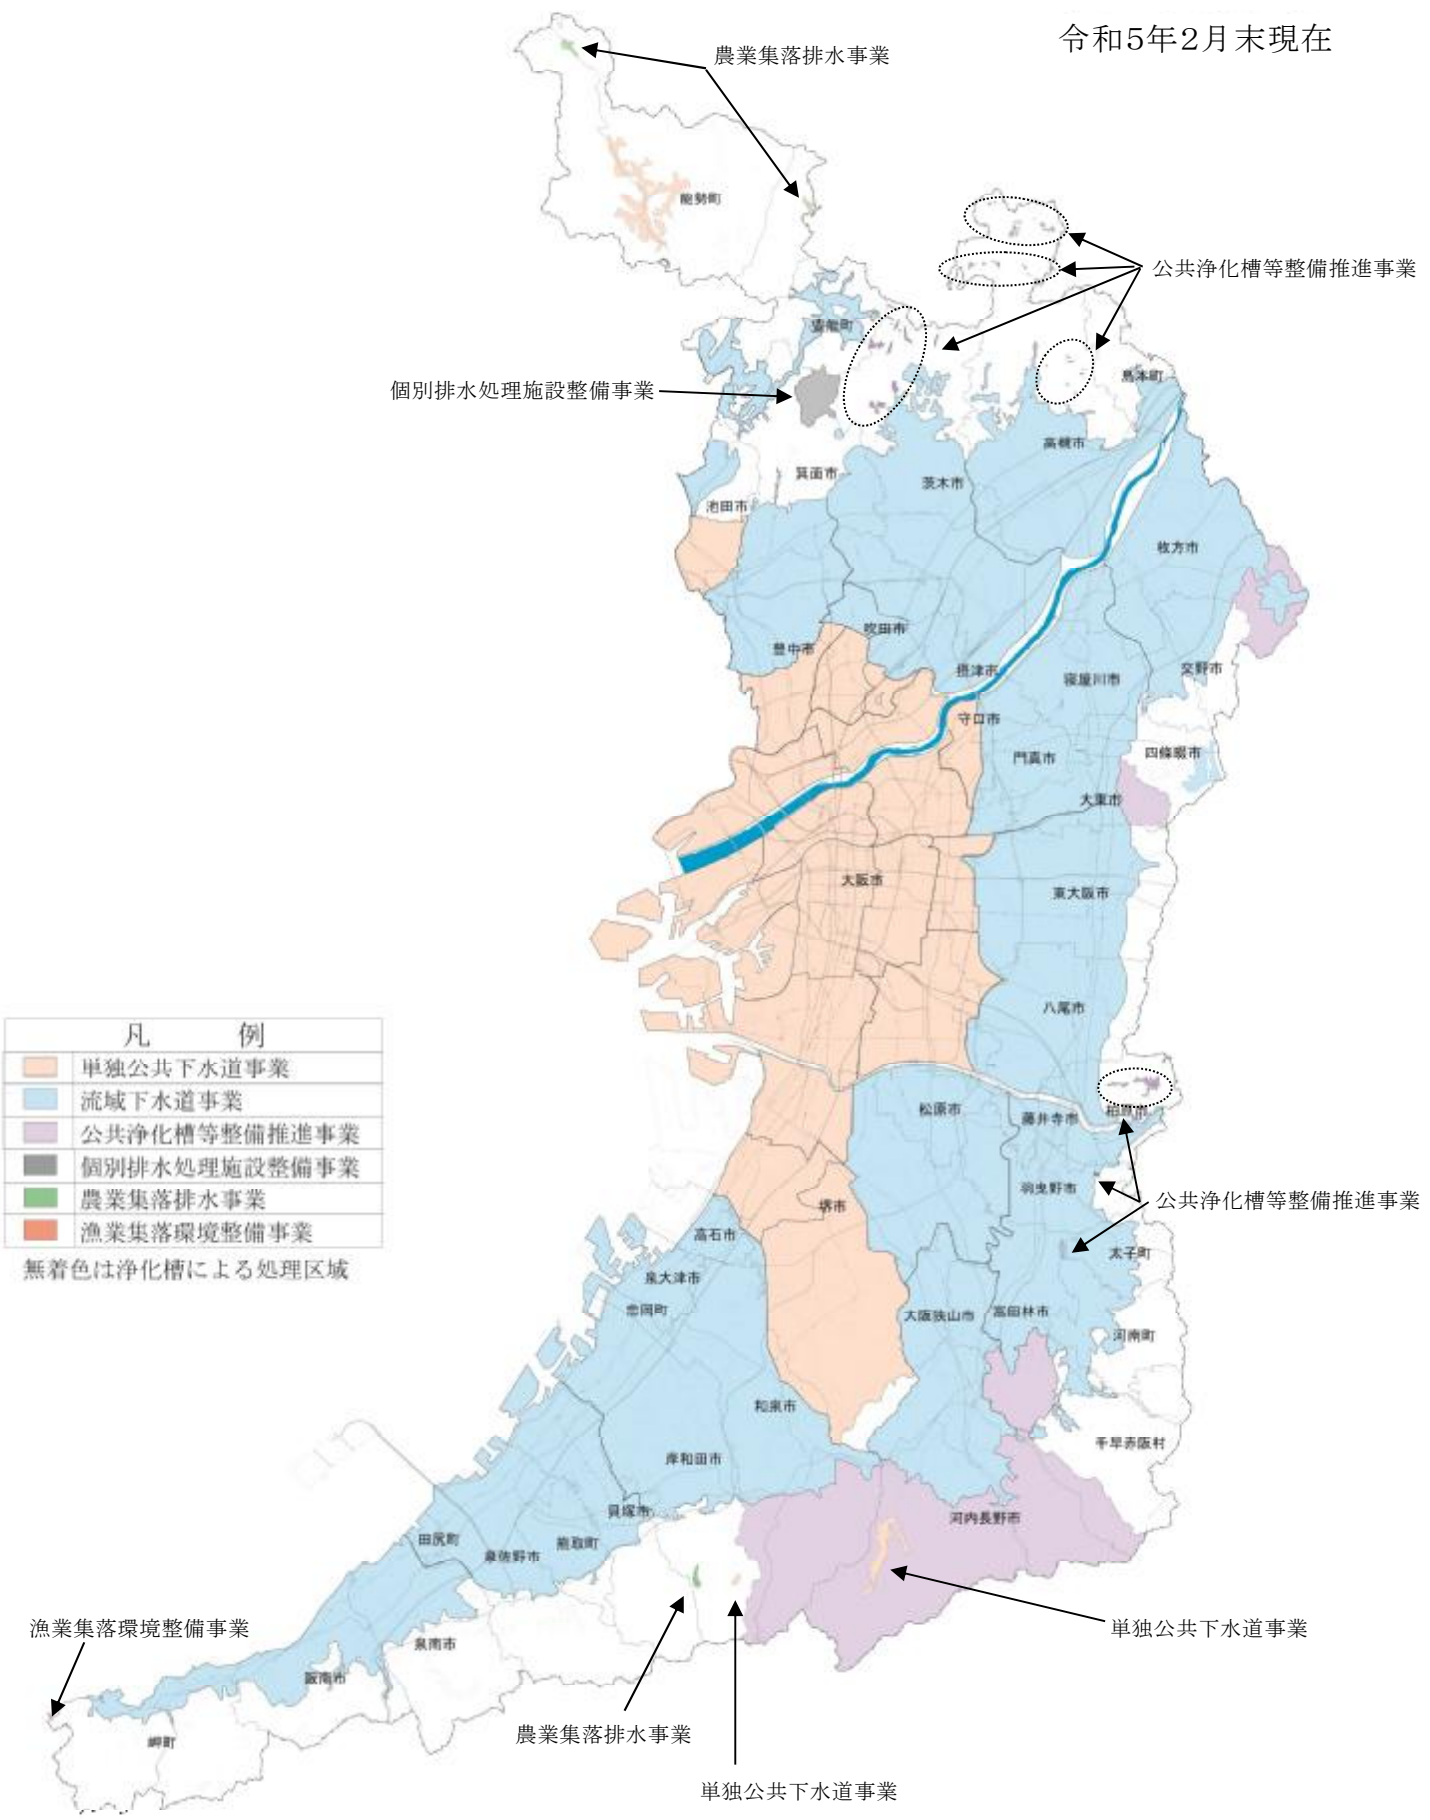 令和5年2月末現在
農業集落排水事業
能勢町
公共浄化槽等整備推進事業
豊能町
島本町
個別排水処理施設整備事業
高槻市
箕面市
茨木市
池田市
枚方市
吹田市
豊中市
摂津市
交野市
寝屋川市
守口市
四條畷市
門真市
大東市
大阪市
東大阪市
八尾市
凡 例
単独公共下水道事業
流域下水道事業
公共浄化槽等整備推進事業
個別排水処理施設整備事業
農業集落排水事業
漁業集落環境整備事業
無着色は浄化槽による処理区域
松原市
藤井寺市
柏原市
羽曳野市
公共浄化槽等整備推進事業
堺市
高石市
太子町
泉大津市
忠岡町
大阪狭山市
富田林市
河南町
和泉市
千早赤阪村
岸和田市
貝塚市
河内長野市
田尻町
熊取町
泉佐野市
漁業集落環境整備事業
単独公共下水道事業
泉南市
阪南市
農業集落排水事業
岬町
単独公共下水道事業